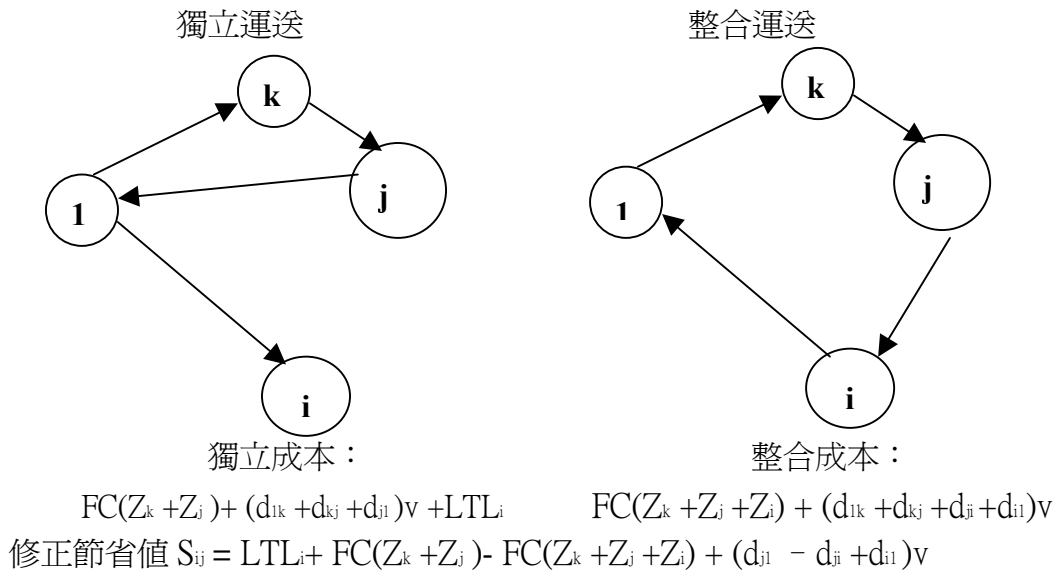 獨立運送 整合運送
k k
1 j 1 j
i i
獨立成本： 整合成本：
FC(Zk +Zj )+ (d1k +dkj +dj1 )v +LTLi FC(Zk +Zj +Zi) + (d1k +dkj +dji +di1)v
修正節省值 Sij = LTLi+ FC(Zk +Zj )- FC(Zk +Zj +Zi) + (dj1 - dji +di1 )v